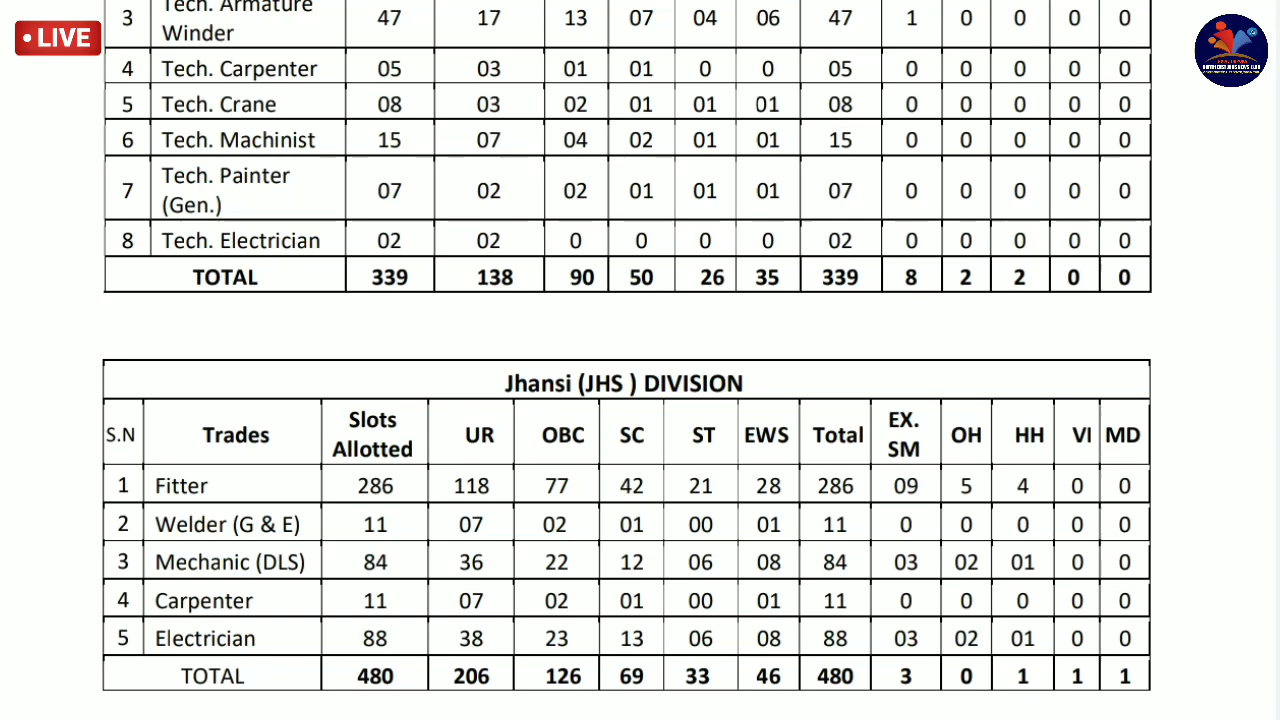 LIVE
3 Tech. Armature Winder 47 17 13 07 04 06 47 1 0 0 0 0
4 Tech. Carpenter 05 03 01 01 0 0 05 0 0 0 0 0
5 Tech. Crane 08 03 02 01 01 01 08 0 0 0 0 0
6 Tech. Machinist 15 07 04 02 01 01 15 0 0 0 0 0
7 Tech. Painter (Gen.) 07 02 02 01 01 01 07 0 0 0 0 0
8 Tech. Electrician 02 02 0 0 0 0 02 0 0 0 0 0
TOTAL 339 138 90 50 26 35 339 8 2 2 0 0
Jhansi (JHS ) DIVISION
S.N Trades Slots Allotted UR OBC SC ST EWS Total EX. SM OH HH VI MD
1 Fitter 286 118 77 42 21 28 286 09 5 4 0 0
2 Welder (G & E) 11 07 02 01 00 01 11 0 0 0 0 0
3 Mechanic (DLS) 84 36 22 12 06 08 84 03 02 01 0 0
4 Carpenter 11 07 02 01 00 01 11 0 0 0 0 0
5 Electrician 88 38 23 13 06 08 88 03 02 01 0 0
TOTAL 480 206 126 69 33 46 480 3 0 1 1 1